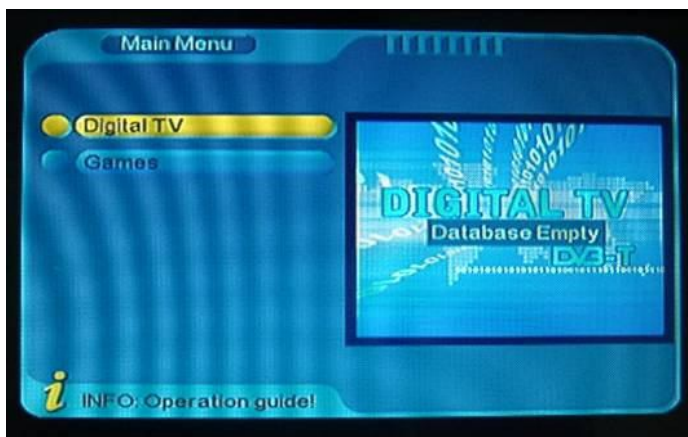 Main Menu
Digital TV
Games
DIGITAL TV
Database Empty
DVB-T
INFO: Operation guide!